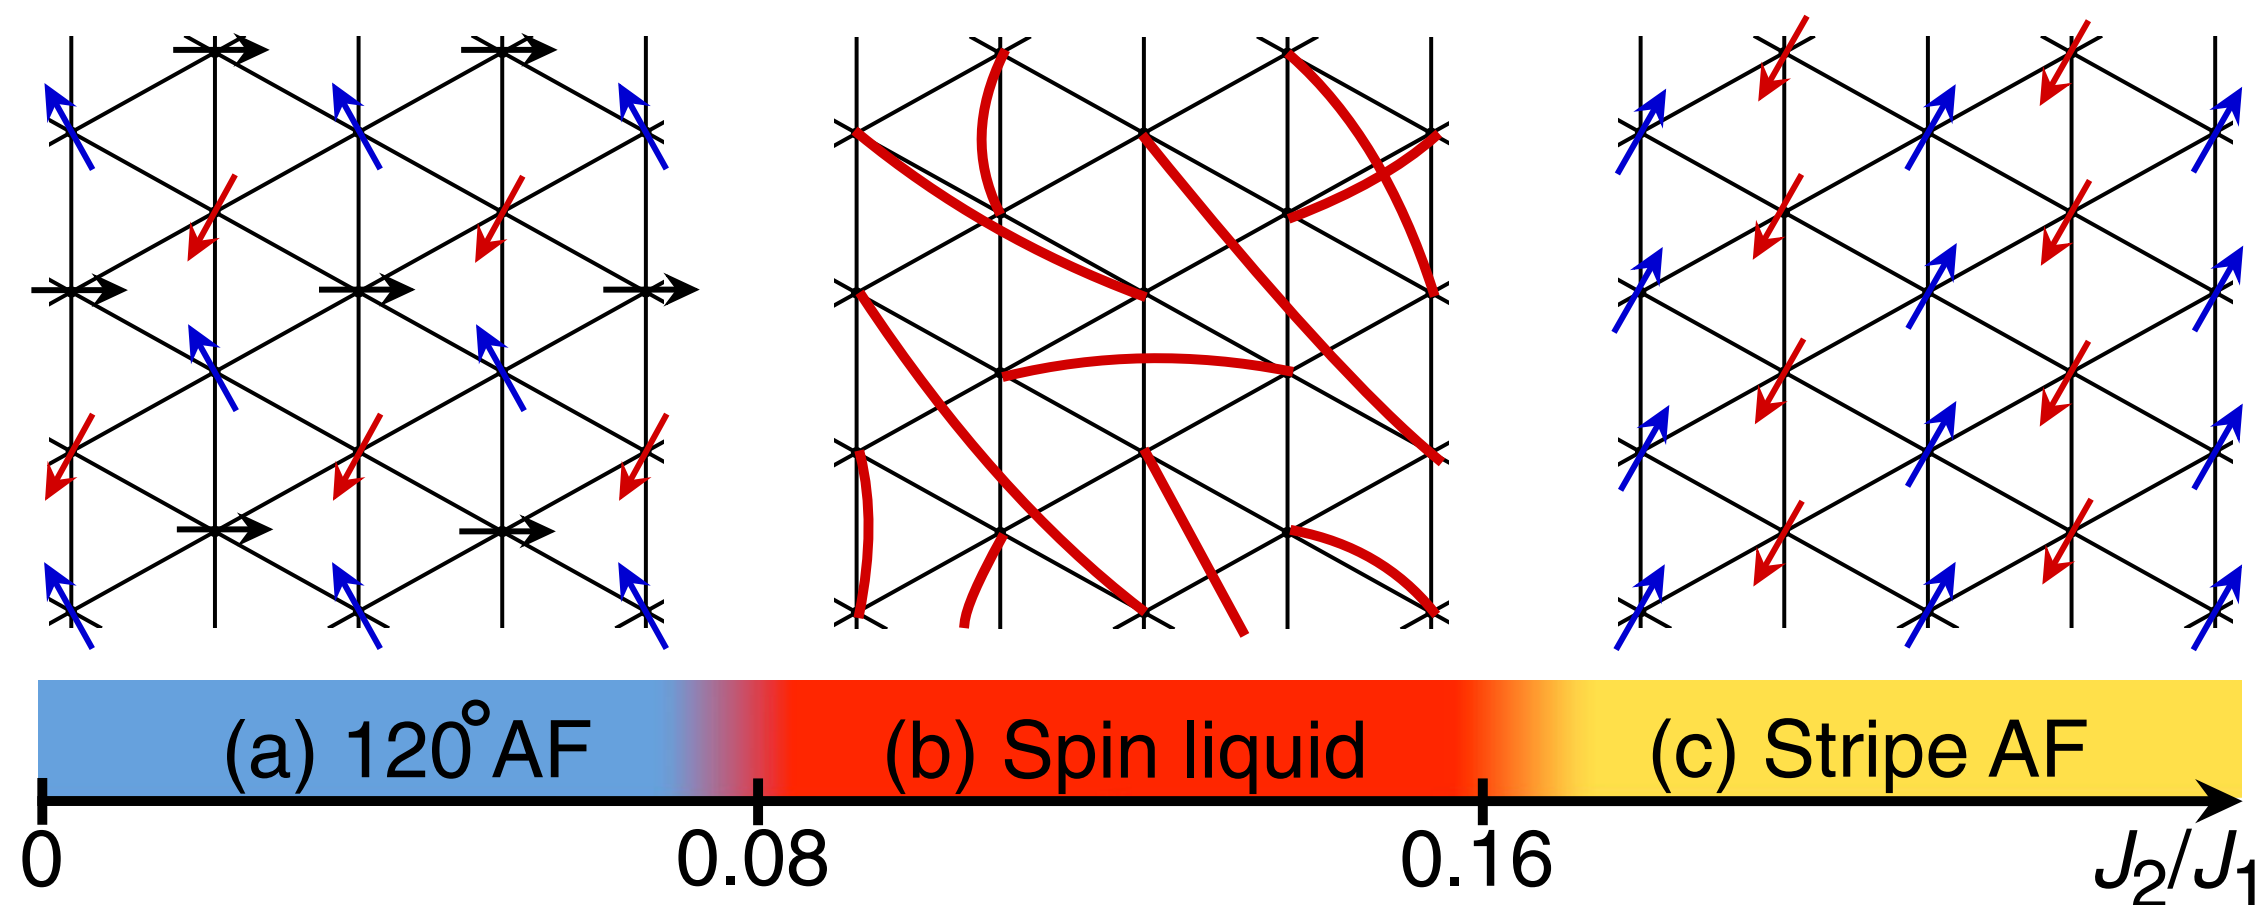 (a) 120°AF (b) Spin liquid (c) Stripe AF
0 0.08 0.16 J₂/J₁